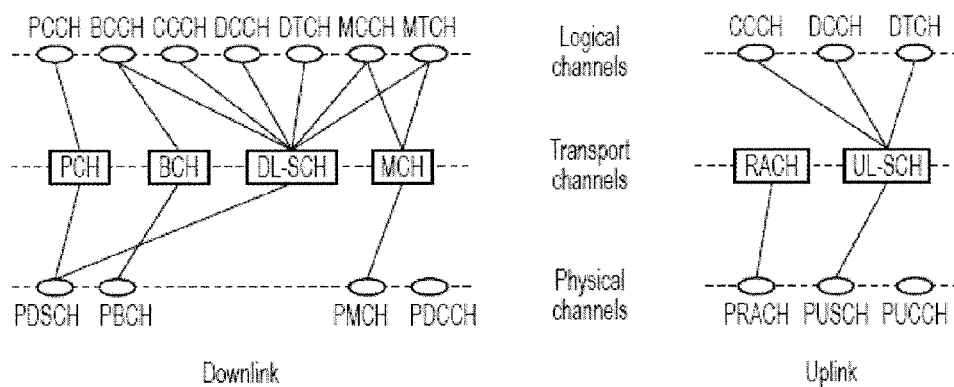 PCCH BCCH CCCH DCCH DTCH MCCH MTCH
Logical
channels
CCCH DCCH DTCH
PCH BCH DL-SCH MCH
Transport
channels
RACH UL-SCH
Physical
channels
PDSCH PBCH PMCH PDCCH
PRACH PUSCH PUCCH
Downlink
Uplink